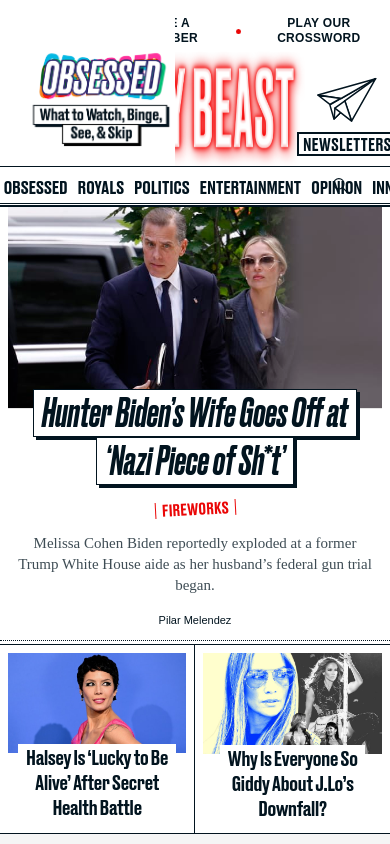 PLAY OUR
CROSSWORD
OBSESSED
What to Watch, Binge,
See, & Skip
BEAST
NEWSLETTERS
OBSESSED ROYALS POLITICS ENTERTAINMENT OPINION
Hunter Biden’s Wife Goes Off at
‘Nazi Piece of Sh*t’
FIREWORKS
Melissa Cohen Biden reportedly exploded at a former
Trump White House aide as her husband’s federal gun trial
began.
Pilar Melendez
Halsey Is ‘Lucky to Be
Alive’ After Secret
Health Battle
Why Is Everyone So
Giddy About J.Lo’s
Downfall?